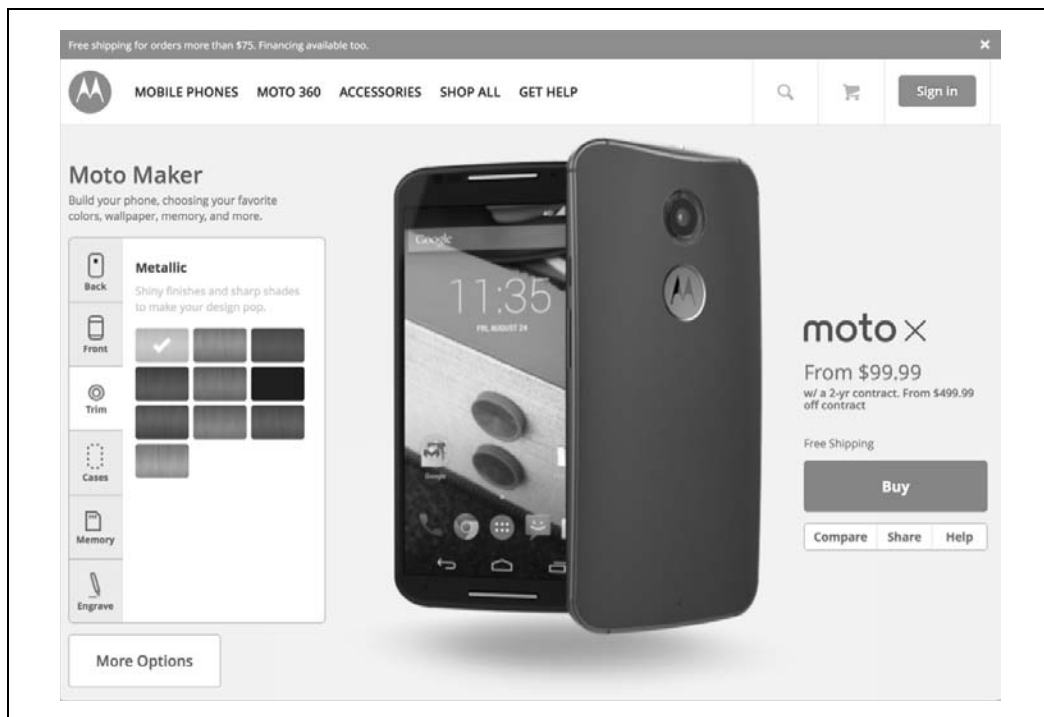 Free shipping for orders more than $75. Financing available too.
MOBILE PHONES MOTO 360 ACCESSORIES SHOP ALL GET HELP
Sign in
Moto Maker
Build your phone, choosing your favorite
colors, wallpaper, memory, and more.
Back
Front
Trim
Cases
Memory
Engrave
Metallic
Shiny finishes and sharp shades
to make your design pop.
More Options
Google
11:35
FRI, AUGUST 24
Google
moto x
From $99.99
w/ a 2-yr contract. From $499.99
off contract
Free Shipping
Buy
Compare Share Help